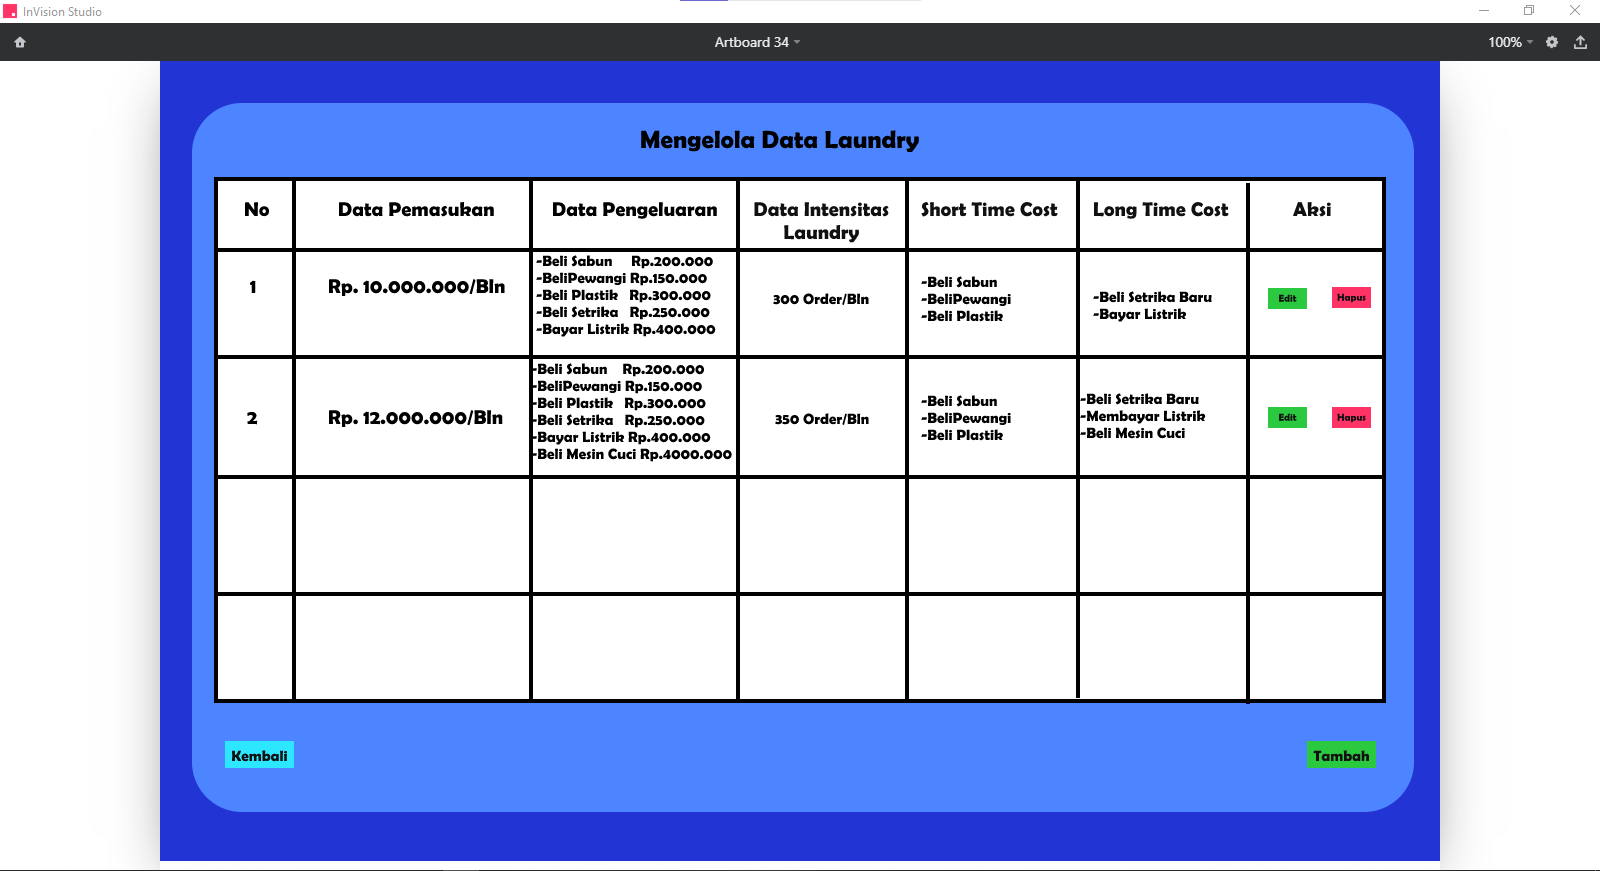 InVision Studio
Artboard 34
100%
Mengelola Data Laundry
No
Data Pemasukan
Data Pengeluaran
Data Intensitas
Laundry
Short Time Cost
Long Time Cost
Aksi
1
Rp. 10.000.000/Bln
-Beli Sabun Rp.200.000
-BeliPewangi Rp.150.000
-Beli Plastik Rp.300.000
-Beli Setrika Rp.250.000
-Bayar Listrik Rp.400.000
300 Order/Bln
-Beli Sabun
-BeliPewangi
-Beli Plastik
-Beli Setrika Baru
-Bayar Listrik
Edit
Hapus
2
Rp. 12.000.000/Bln
-Beli Sabun Rp.200.000
-BeliPewangi Rp.150.000
-Beli Plastik Rp.300.000
-Beli Setrika Rp.250.000
-Bayar Listrik Rp.400.000
-Beli Mesin Cuci Rp.4000.000
350 Order/Bln
-Beli Sabun
-BeliPewangi
-Beli Plastik
-Beli Setrika Baru
-Membayar Listrik
-Beli Mesin Cuci
Edit
Hapus
Kembali
Tambah